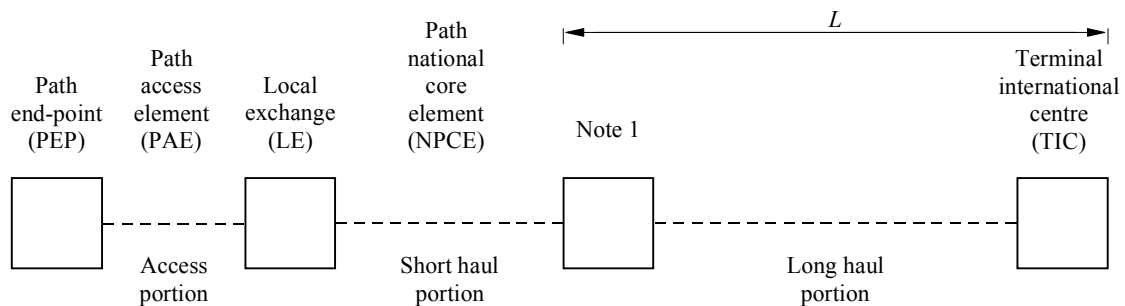 L
Path
end-point
(PEP)
Path
access
element
(PAE)
Local
exchange
(LE)
Path
national
core
element
(NPCE)
Note 1
Terminal
international
centre
(TIC)
Access
portion
Short haul
portion
Long haul
portion